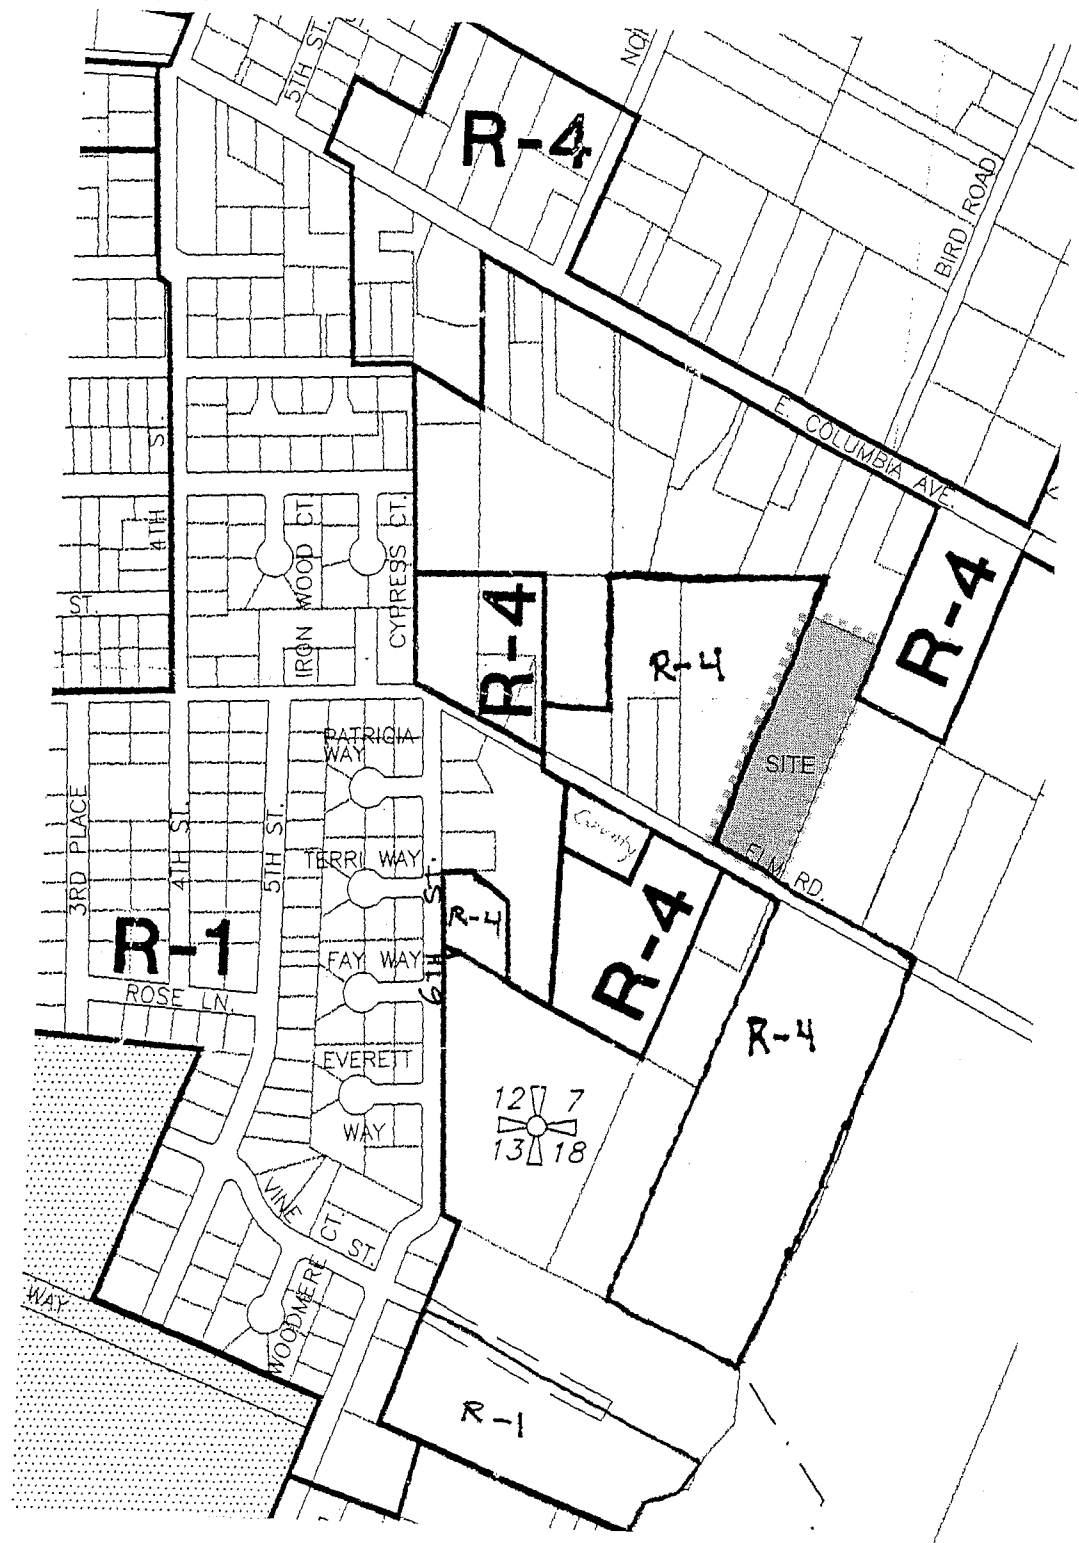 5TH ST.
R-4
BIRD ROAD
E. COLUMBIA AVE.
4TH S.
ST.
IRON WOOD CT.
CYPRESS CT.
R-4
R-4
R-4
SITE
PATRICIA
WAY
3RD PLACE
4TH ST.
5TH ST.
TERRI WAY
County
ELM RD.
R-1
R-4
R-4
FAY WAY
6TH ST.
ROSE LN.
R-4
EVERETT
WAY
12 7
13 18
VINE
CT.
ST.
WOODMERE
WAY
R-1